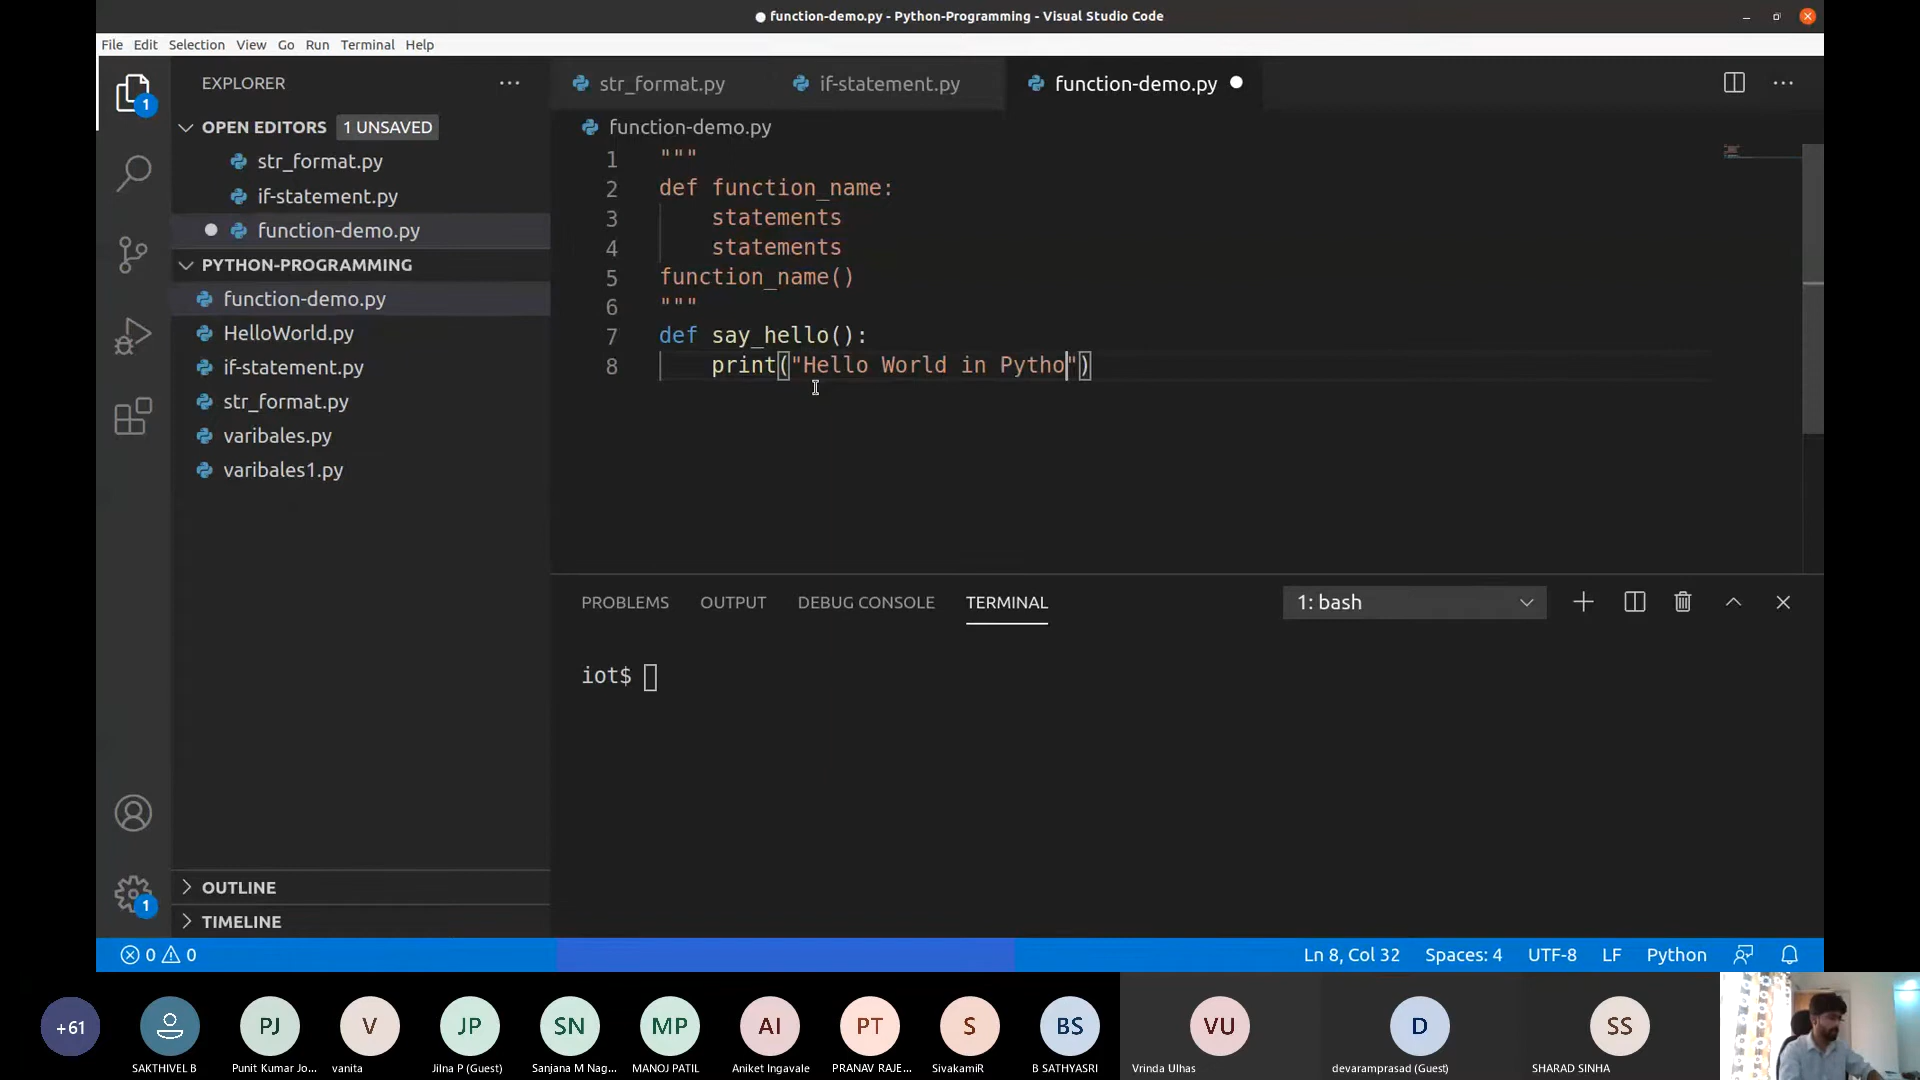 function-demo.py - Python-Programming - Visual Studio Code
File Edit Selection View Go Run Terminal Help
1
EXPLORER
OPEN EDITORS 1 UNSAVED
str_format.py
if-statement.py
function-demo.py
PYTHON-PROGRAMMING
function-demo.py
HelloWorld.py
if-statement.py
str_format.py
varibales.py
varibales1.py
OUTLINE
TIMELINE
1
str_format.py if-statement.py function-demo.py
function-demo.py
1 """
2 def function_name:
3 statements
4 statements
5 function_name()
6 """
7 def say_hello():
8 print("Hello World in Pytho")
PROBLEMS OUTPUT DEBUG CONSOLE TERMINAL 1: bash
iot$
0 0 Ln 8, Col 32 Spaces: 4 UTF-8 LF Python
+61 PJ V JP SN MP AI PT S BS VU D SS
SAKTHIVEL B Punit Kumar Jo... vanita Jilna P (Guest) Sanjana M Nag... MANOJ PATIL Aniket Ingavale PRANAV RAJE... SivakamiR B SATHYASRI Vrinda Ulhas devaramprasad (Guest) SHARAD SINHA